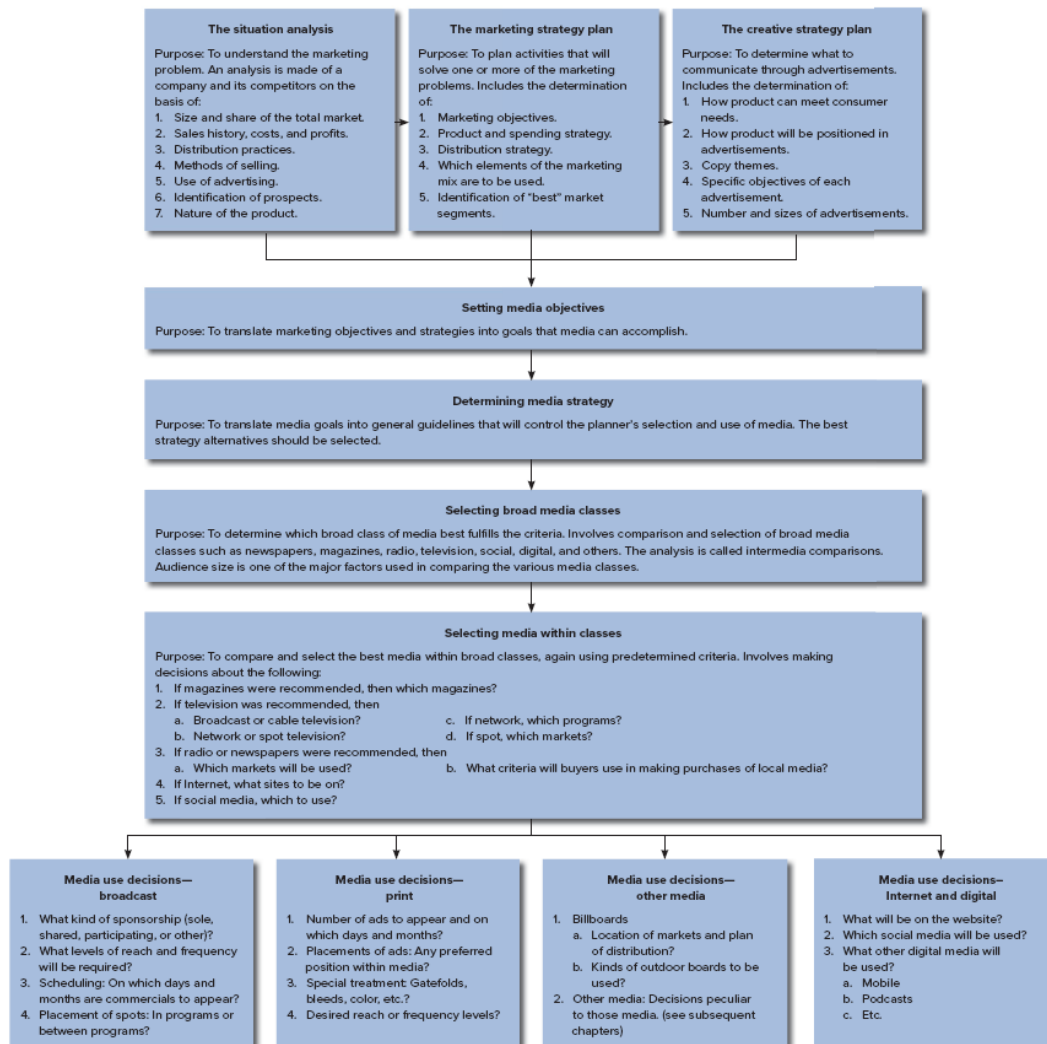 The situation analysis
Purpose: To understand the marketing
problem. An analysis is made of a
company and its competitors on the
basis of:
1. Size and share of the total market.
2. Sales history, costs, and profits.
3. Distribution practices.
4. Methods of selling.
5. Use of advertising.
6. Identification of prospects.
7. Nature of the product.
The marketing strategy plan
Purpose: To plan activities that will
solve one or more of the marketing
problems. Includes the determination
of:
1. Marketing objectives.
2. Product and spending strategy.
3. Distribution strategy.
4. Which elements of the marketing
mix are to be used.
5. Identification of "best" market
segments.
The creative strategy plan
Purpose: To determine what to
communicate through advertisements.
Includes the determination of:
1. How product can meet consumer
needs.
2. How product will be positioned in
advertisements.
3. Copy themes.
4. Specific objectives of each
advertisement.
5. Number and sizes of advertisements.
Setting media objectives
Purpose: To translate marketing objectives and strategies into goals that media can accomplish.
Determining media strategy
Purpose: To translate media goals into general guidelines that will control the planner's selection and use of media. The best
strategy alternatives should be selected.
Selecting broad media classes
Purpose: To determine which broad class of media best fulfills the criteria. Involves comparison and selection of broad media
classes such as newspapers, magazines, radio, television, social, digital, and others. The analysis is called intermedia comparisons.
Audience size is one of the major factors used in comparing the various media classes.
Selecting media within classes
Purpose: To compare and select the best media within broad classes, again using predetermined criteria. Involves making
decisions about the following:
1. If magazines were recommended, then which magazines?
2. If television was recommended, then
a. Broadcast or cable television? c. If network, which programs?
b. Network or spot television? d. If spot, which markets?
3. If radio or newspapers were recommended, then
a. Which markets will be used? b. What criteria will buyers use in making purchases of local media?
4. If Internet, what sites to be on?
5. If social media, which to use?
Media use decisions—
broadcast
1. What kind of sponsorship (sole,
shared, participating, or other)?
2. What levels of reach and frequency
will be required?
3. Scheduling: On which days and
months are commercials to appear?
4. Placement of spots: In programs or
between programs?
Media use decisions—
print
1. Number of ads to appear and on
which days and months?
2. Placements of ads: Any preferred
position within media?
3. Special treatment: Gatefolds,
bleeds, color, etc.?
4. Desired reach or frequency levels?
Media use decisions—
other media
1. Billboards
a. Location of markets and plan
of distribution?
b. Kinds of outdoor boards to be
used?
2. Other media: Decisions peculiar
to those media. (see subsequent
chapters)
Media use decisions–
Internet and digital
1. What will be on the website?
2. Which social media will be used?
3. What other digital media will
be used?
a. Mobile
b. Podcasts
c. Etc.